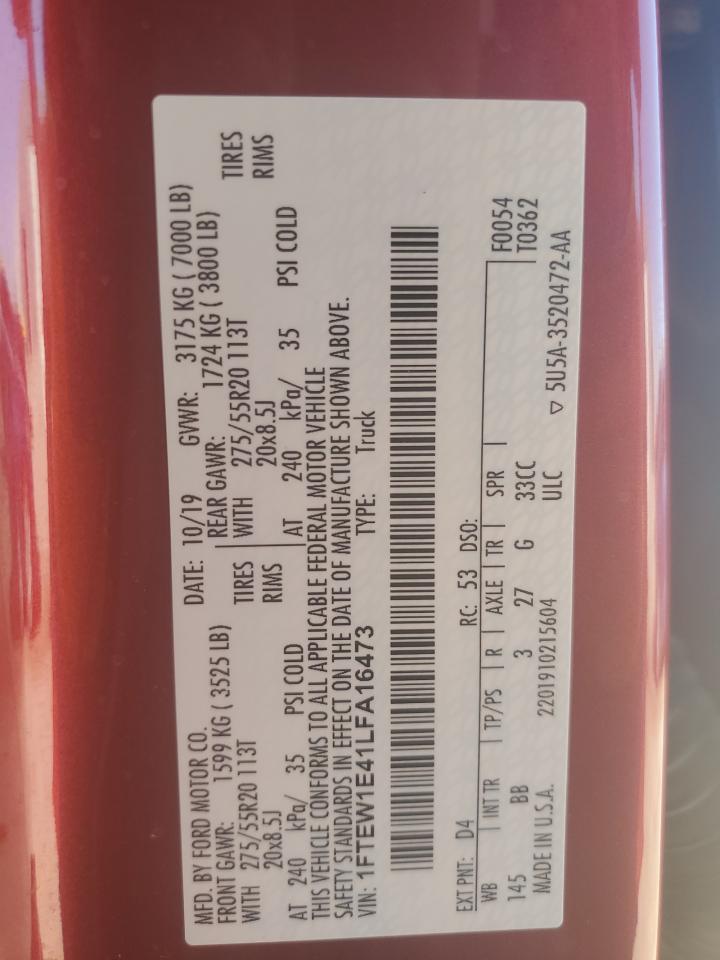 MFD. BY FORD MOTOR CO. DATE: 10/19 GVWR: 3175 KG ( 7000 LB)
FRONT GAWR: 1599 KG ( 3525 LB) REAR GAWR: 1724 KG ( 3800 LB)
WITH 275/55R20 113T TIRES WITH 275/55R20 113T TIRES
20x8.5J RIMS 20x8.5J RIMS
AT 240 kPa/ 35 PSI COLD AT 240 kPa/ 35 PSI COLD
THIS VEHICLE CONFORMS TO ALL APPLICABLE FEDERAL MOTOR VEHICLE
SAFETY STANDARDS IN EFFECT ON THE DATE OF MANUFACTURE SHOWN ABOVE.
VIN: 1FTEW1E41LFA16473 TYPE: Truck
EXT PNT: D4 RC: 53 DSO:
WB INT TR TP/PS R AXLE TR SPR F0054
145 BB 3 27 G 33CC T0362
MADE IN U.S.A. 2201910215604 ULC ▽ 5U5A-3520472-AA